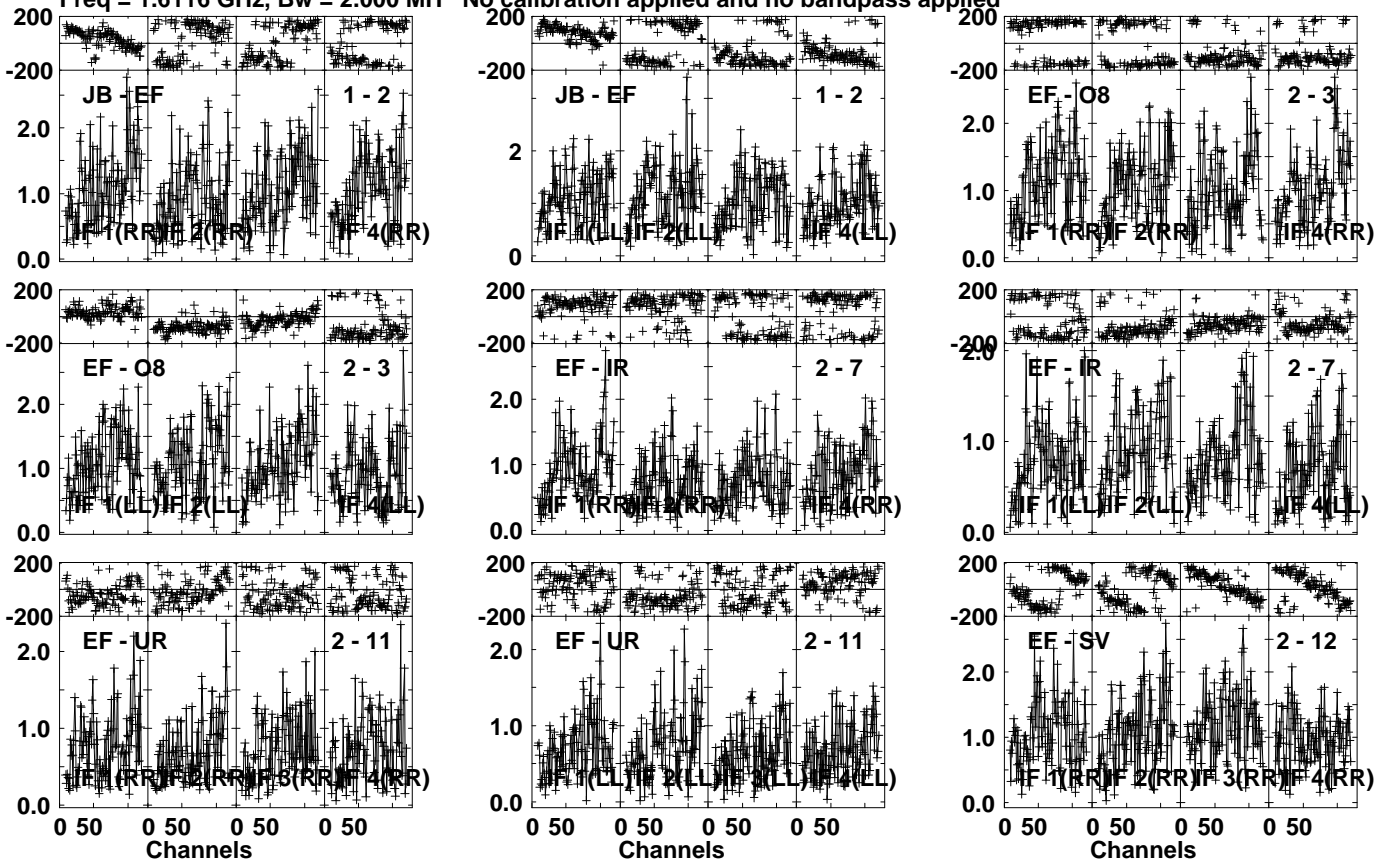 Freq = 1.6116 GHz, Bw = 2.000 MH No calibration applied and no bandpass applied
200
-200
JB - EF 1 - 2
2.0
1.0
0.0
IF 1(RR) IF 2(RR) IF 4(RR)
200
-200
JB - EF 1 - 2
2
0
IF 1(LL) IF 2(LL) IF 4(LL)
200
-200
EF - O8 2 - 3
2.0
1.0
0.0
IF 1(RR) IF 2(RR) IF 4(RR)
200
-200
EF - O8 2 - 3
2.0
1.0
0.0
IF 1(LL) IF 2(LL) IF 4(LL)
200
-200
EF - IR 2 - 7
2.0
1.0
0.0
IF 1(RR) IF 2(RR) IF 4(RR)
200
-200
2.0
EF - IR 2 - 7
1.0
0.0
IF 1(LL) IF 2(LL) IF 4(LL)
200
-200
EF - UR 2 - 11
2.0
1.0
0.0
IF 1(RR) IF 2(RR) IF 3(RR) IF 4(RR)
0 50 0 50 0 50 0 50
Channels
200
-200
EF - UR 2 - 11
2.0
1.0
0.0
IF 1(LL) IF 2(LL) IF 3(LL) IF 4(LL)
0 50 0 50 0 50 0 50
Channels
200
-200
EF - SV 2 - 12
2.0
1.0
0.0
IF 1(RR) IF 2(RR) IF 3(RR) IF 4(RR)
0 50 0 50 0 50 0 50
Channels